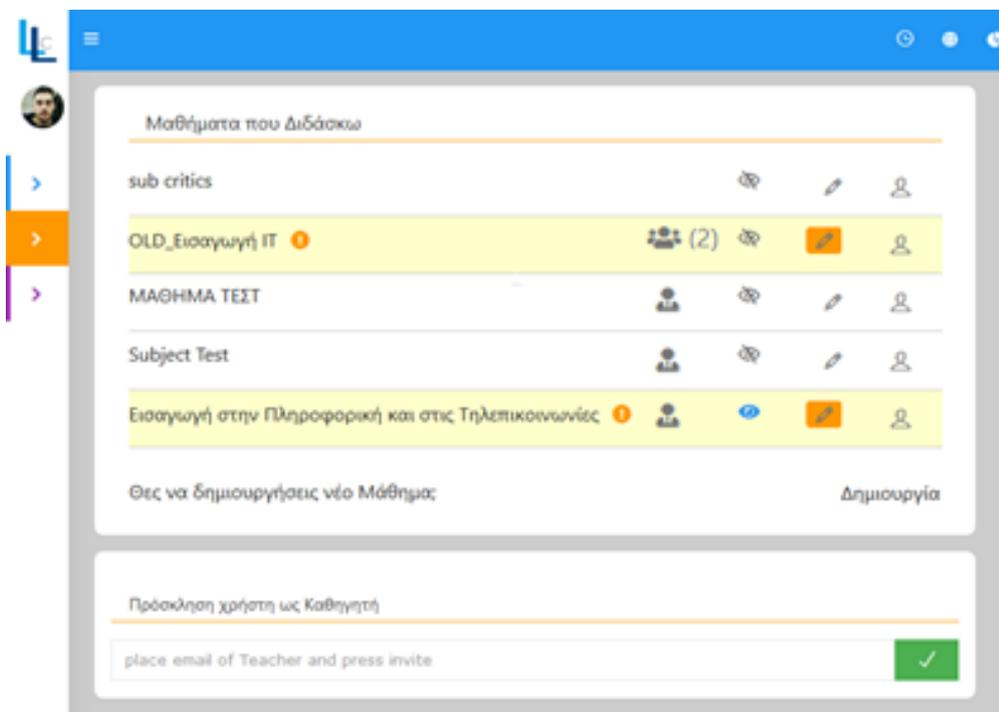 LLC
Μαθήματα που Διδάσκω
sub critics
OLD_Εισαγωγή IT
(2)
ΜΑΘΗΜΑ ΤΕΣΤ
Subject Test
Εισαγωγή στην Πληροφορική και στις Τηλεπικοινωνίες
Θες να δημιουργήσεις νέο Μάθημα; Δημιουργία
Πρόσκληση χρήστη ως Καθηγητή
place email of Teacher and press invite